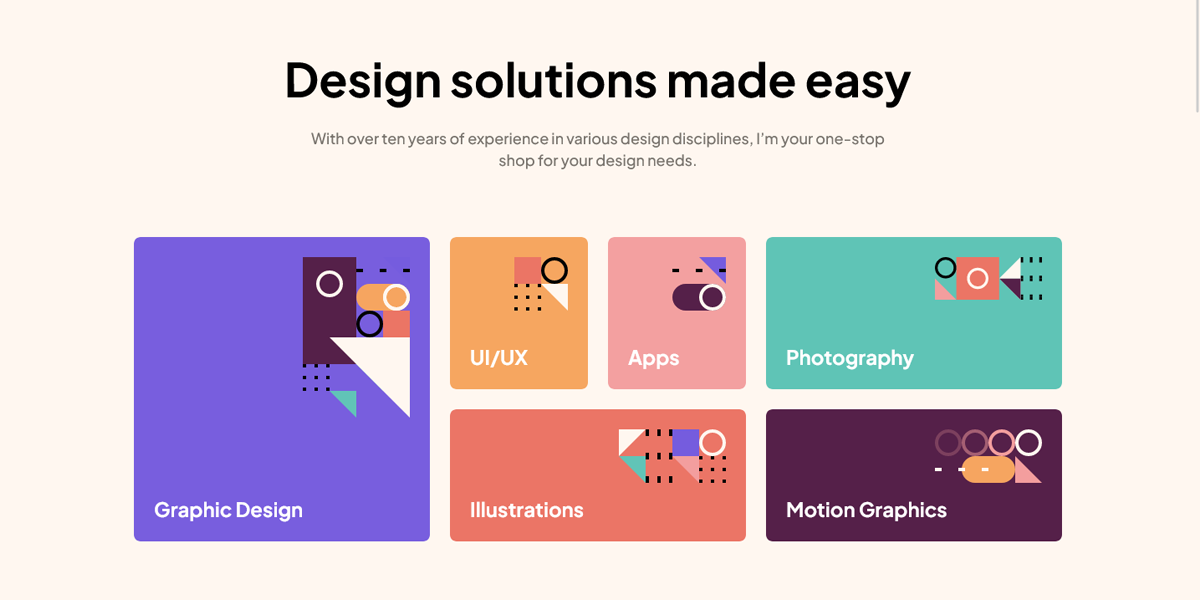 Design solutions made easy
With over ten years of experience in various design disciplines, I’m your one-stop
shop for your design needs.
Graphic Design
UI/UX
Apps
Photography
Illustrations
Motion Graphics